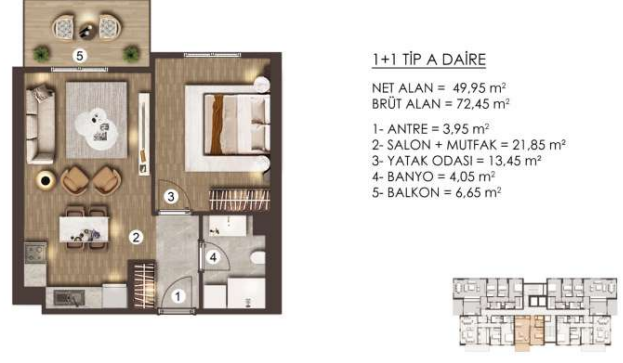 5
1+1 TİP A DAİRE
NET ALAN = 49,95 m²
BRÜT ALAN = 72,45 m²
1- ANTRE = 3,95 m²
2- SALON + MUTFAK = 21,85 m²
3- YATAK ODASI = 13,45 m²
4- BANYO = 4,05 m²
5- BALKON = 6,65 m²
3
2
4
1